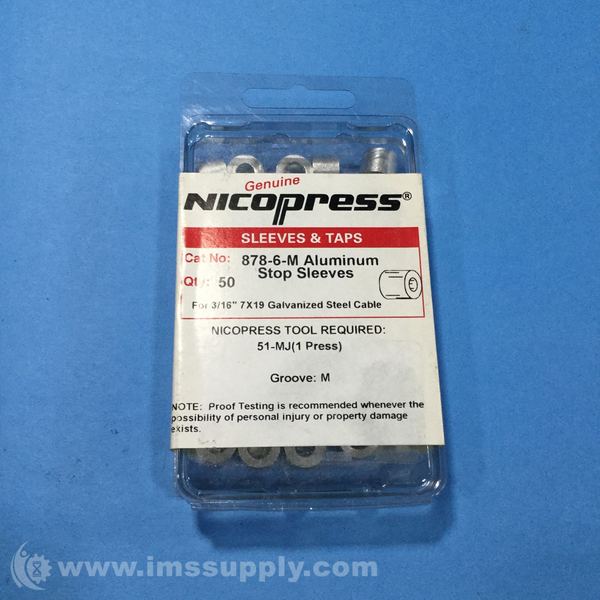 Genuine
Nicopress®
SLEEVES & TAPS
Cat No: 878-6-M Aluminum
Stop Sleeves
Qty: 50
For 3/16" 7X19 Galvanized Steel Cable
NICOPRESS TOOL REQUIRED:
51-MJ(1 Press)
Groove: M
NOTE: Proof Testing is recommended whenever the
possibility of personal injury or property damage
exists.
www.imssupply.com